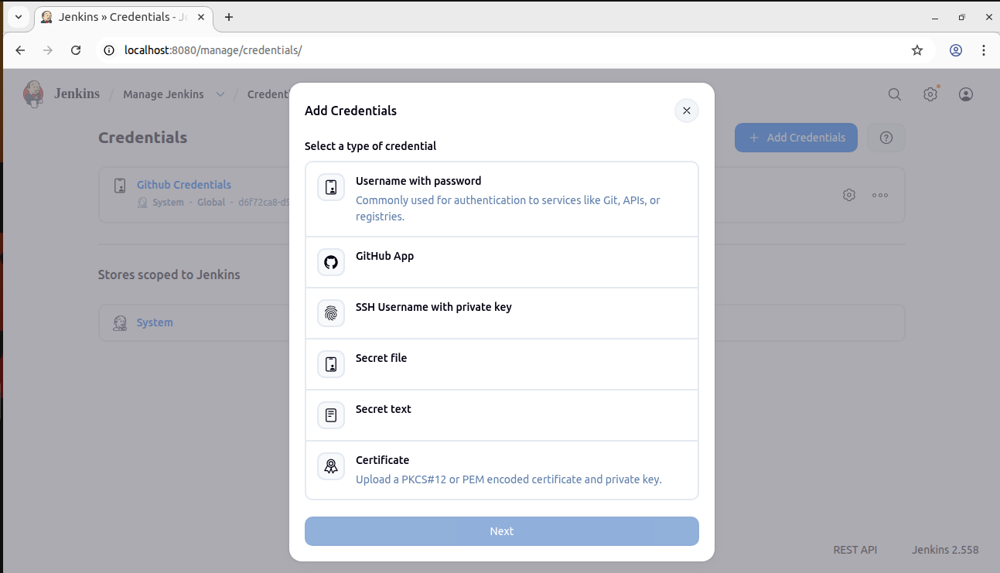 Jenkins » Credentials - Je
localhost:8080/manage/credentials/
Jenkins / Manage Jenkins / Credenti
Add Credentials
Credentials
Add Credentials
Select a type of credential
Github Credentials
System - Global - d6f72ca8-d9
Username with password
Commonly used for authentication to services like Git, APIs, or
registries.
GitHub App
Stores scoped to Jenkins
SSH Username with private key
System
Secret file
Secret text
Certificate
Upload a PKCS#12 or PEM encoded certificate and private key.
Next
REST API
Jenkins 2.558